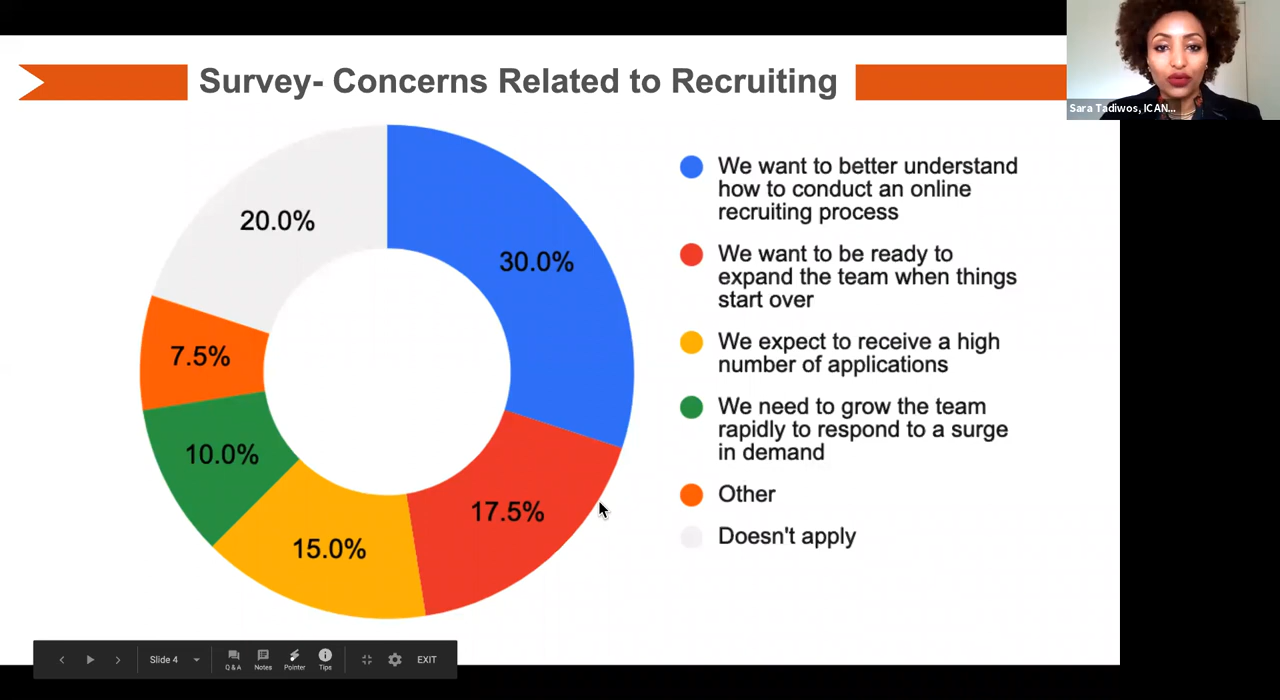 Survey- Concerns Related to Recruiting
Sara Tadiwos, ICAN...
20.0%
30.0%
7.5%
10.0%
17.5%
15.0%
We want to better understand
how to conduct an online
recruiting process
We want to be ready to
expand the team when things
start over
We expect to receive a high
number of applications
We need to grow the team
rapidly to respond to a surge
in demand
Other
Doesn't apply
Slide 4
Q & A
Notes
Pointer
Tips
EXIT